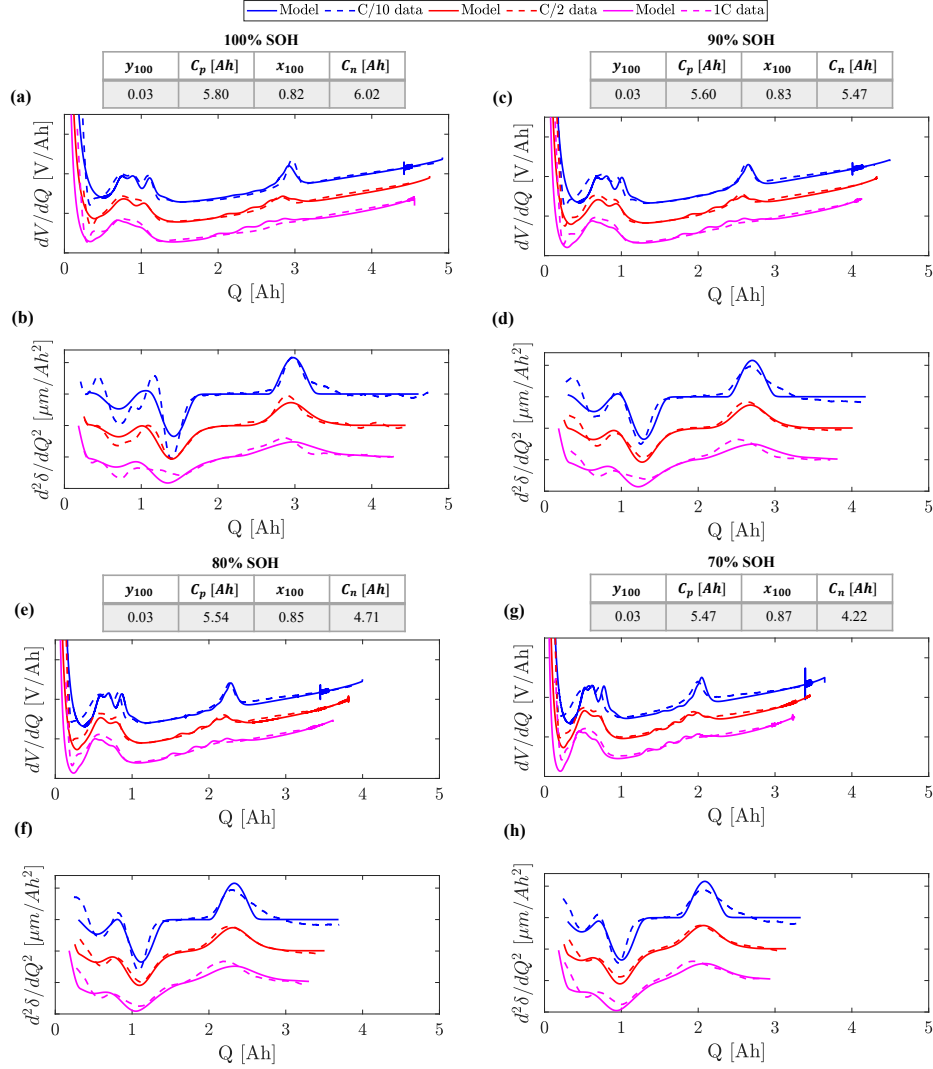 Model C/10 data Model C/2 data Model 1C data
100% SOH
y₁₀₀ Cₚ [Ah] x₁₀₀ Cₙ [Ah]
0.03 5.80 0.82 6.02
90% SOH
y₁₀₀ Cₚ [Ah] x₁₀₀ Cₙ [Ah]
0.03 5.60 0.83 5.47
(a)
dV/dQ [V/Ah]
0 1 2 3 4 5
Q [Ah]
(c)
dV/dQ [V/Ah]
0 1 2 3 4 5
Q [Ah]
(b)
d²δ/dQ² [μm/Ah²]
0 1 2 3 4 5
Q [Ah]
(d)
d²δ/dQ² [μm/Ah²]
0 1 2 3 4 5
Q [Ah]
80% SOH
y₁₀₀ Cₚ [Ah] x₁₀₀ Cₙ [Ah]
0.03 5.54 0.85 4.71
70% SOH
y₁₀₀ Cₚ [Ah] x₁₀₀ Cₙ [Ah]
0.03 5.47 0.87 4.22
(e)
dV/dQ [V/Ah]
0 1 2 3 4 5
Q [Ah]
(g)
dV/dQ [V/Ah]
0 1 2 3 4 5
Q [Ah]
(f)
d²δ/dQ² [μm/Ah²]
0 1 2 3 4 5
Q [Ah]
(h)
d²δ/dQ² [μm/Ah²]
0 1 2 3 4 5
Q [Ah]